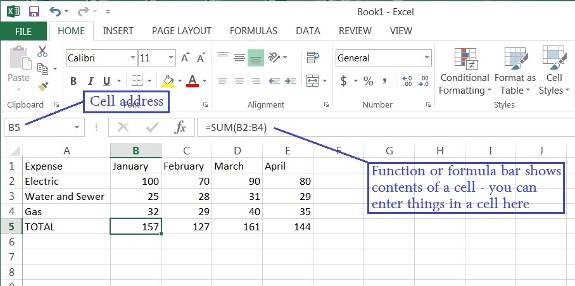 Book1 - Excel
FILE HOME INSERT PAGE LAYOUT FORMULAS DATA REVIEW VIEW
Calibri 11 A A General
Paste B I U A $ % , Conditional Format as Cell
Formatting Table Styles
Clipboard Alignment Number Styles
Cell address
B5 fx =SUM(B2:B4)
A B C D E F G H I J
1 Expense January February March April
2 Electric 100 70 90 80
3 Water and Sewer 25 28 31 29
4 Gas 32 29 40 35
5 TOTAL 157 127 161 144
6
7
8
Function or formula bar shows
contents of a cell - you can
enter things in a cell here